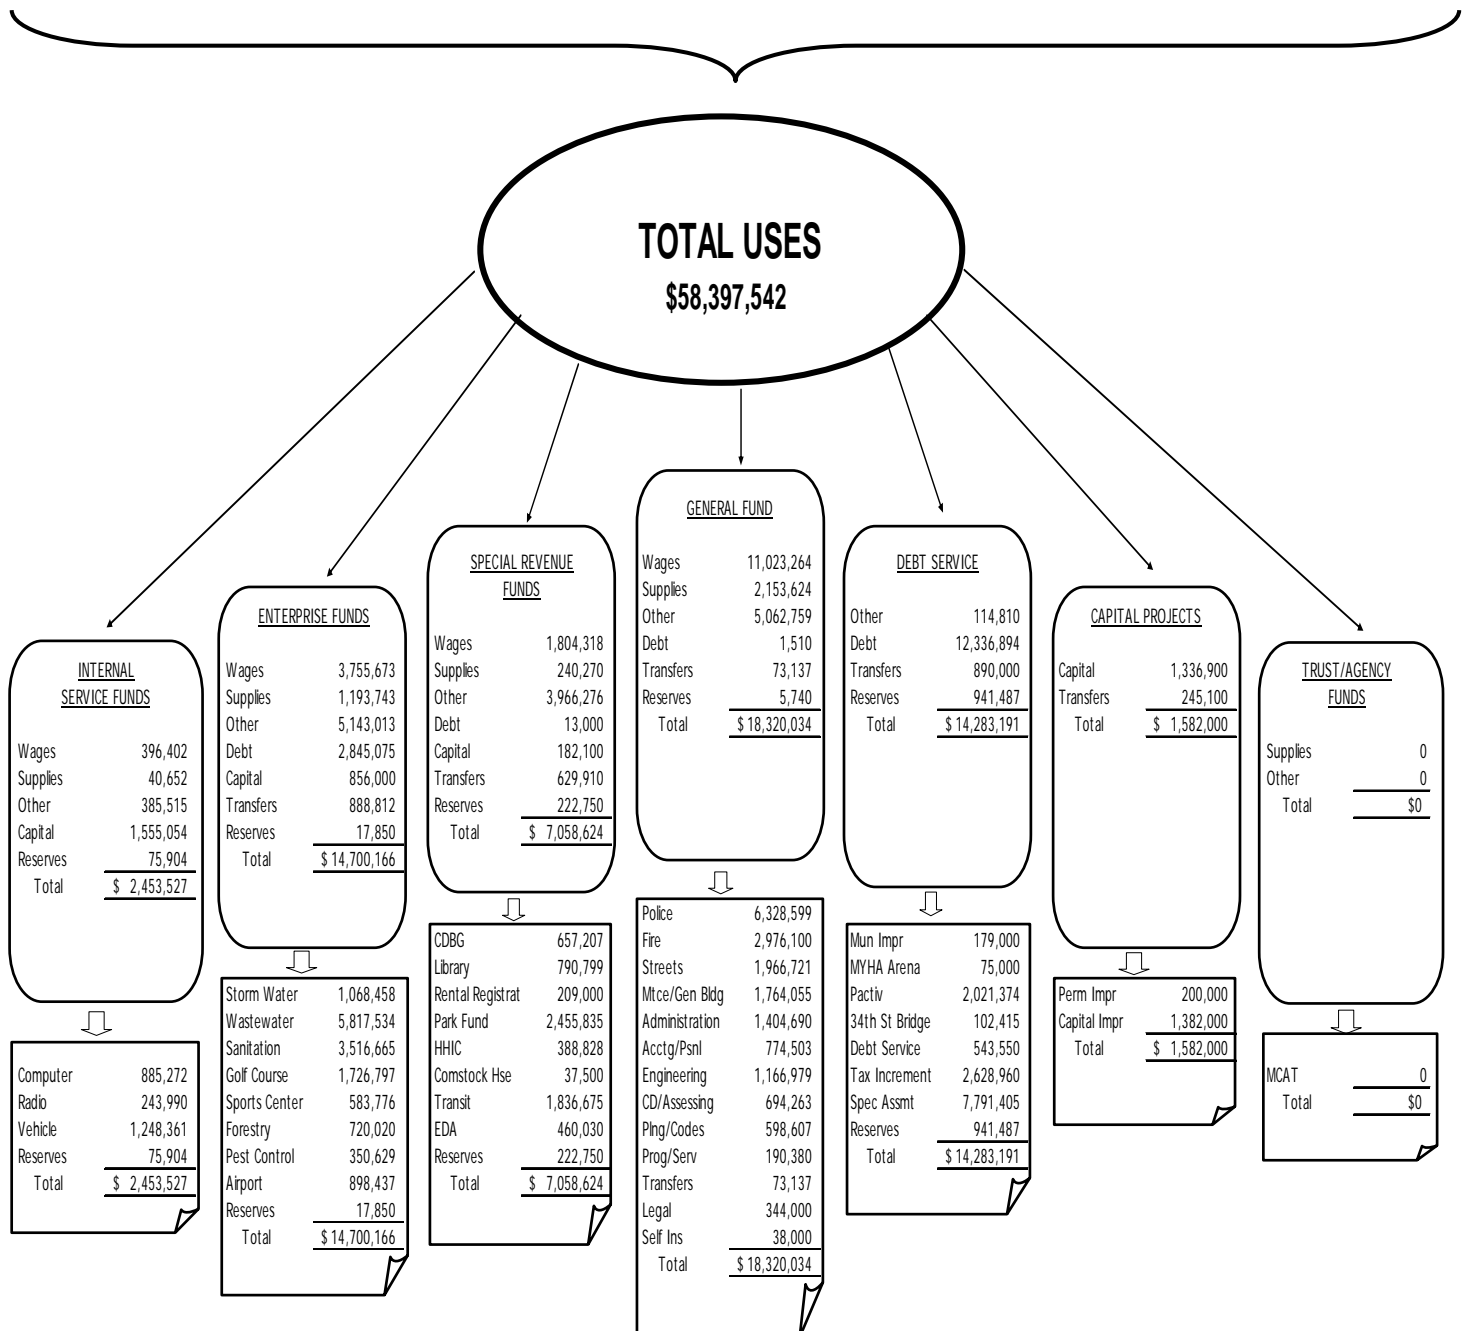 TOTAL USES
$58,397,542
INTERNAL
SERVICE FUNDS
Wages 396,402
Supplies 40,652
Other 385,515
Capital 1,555,054
Reserves 75,904
Total $ 2,453,527
Computer 885,272
Radio 243,990
Vehicle 1,248,361
Reserves 75,904
Total $ 2,453,527
ENTERPRISE FUNDS
Wages 3,755,673
Supplies 1,193,743
Other 5,143,013
Debt 2,845,075
Capital 856,000
Transfers 888,812
Reserves 17,850
Total $ 14,700,166
Storm Water 1,068,458
Wastewater 5,817,534
Sanitation 3,516,665
Golf Course 1,726,797
Sports Center 583,776
Forestry 720,020
Pest Control 350,629
Airport 898,437
Reserves 17,850
Total $ 14,700,166
SPECIAL REVENUE
FUNDS
Wages 1,804,318
Supplies 240,270
Other 3,966,276
Debt 13,000
Capital 182,100
Transfers 629,910
Reserves 222,750
Total $ 7,058,624
CDBG 657,207
Library 790,799
Rental Registrat 209,000
Park Fund 2,455,835
HHIC 388,828
Comstock Hse 37,500
Transit 1,836,675
EDA 460,030
Reserves 222,750
Total $ 7,058,624
GENERAL FUND
Wages 11,023,264
Supplies 2,153,624
Other 5,062,759
Debt 1,510
Transfers 73,137
Reserves 5,740
Total $ 18,320,034
Police 6,328,599
Fire 2,976,100
Streets 1,966,721
Mtce/Gen Bldg 1,764,055
Administration 1,404,690
Acctg/Psnl 774,503
Engineering 1,166,979
CD/Assessing 694,263
Plng/Codes 598,607
Prog/Serv 190,380
Transfers 73,137
Legal 344,000
Self Ins 38,000
Total $ 18,320,034
DEBT SERVICE
Other 114,810
Debt 12,336,894
Transfers 890,000
Reserves 941,487
Total $ 14,283,191
Mun Impr 179,000
MYHA Arena 75,000
Pactiv 2,021,374
34th St Bridge 102,415
Debt Service 543,550
Tax Increment 2,628,960
Spec Assmt 7,791,405
Reserves 941,487
Total $ 14,283,191
CAPITAL PROJECTS
Capital 1,336,900
Transfers 245,100
Total $ 1,582,000
Perm Impr 200,000
Capital Impr 1,382,000
Total $ 1,582,000
TRUST/AGENCY
FUNDS
Supplies 0
Other 0
Total $0
MCAT 0
Total $0